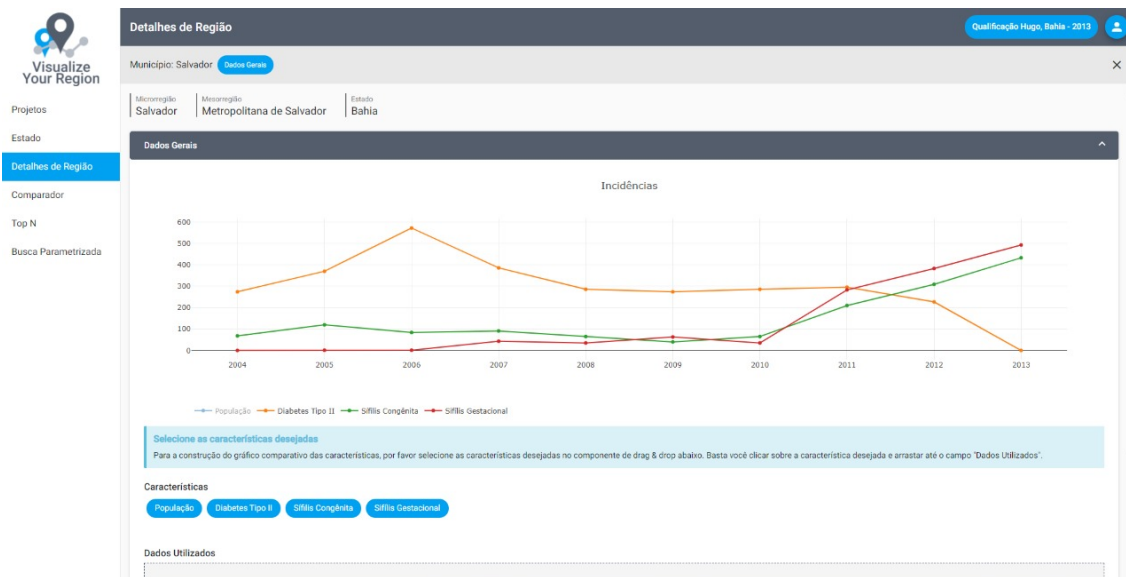 Visualize
Your Region
Projetos
Estado
Detalhes de Região
Comparador
Top N
Busca Parametrizada
Detalhes de Região
Qualificação Hugo, Bahia - 2013
Município: Salvador
Dados Gerais
Microrregião
Salvador
Mesorregião
Metropolitana de Salvador
Estado
Bahia
Dados Gerais
Incidências
600
500
400
300
200
100
0
2004 2005 2006 2007 2008 2009 2010 2011 2012 2013
População Diabetes Tipo II Sífilis Congênita Sífilis Gestacional
Selecione as características desejadas
Para a construção do gráfico comparativo das características, por favor selecione as características desejadas no componente de drag & drop abaixo. Basta você clicar sobre a característica desejada e arrastar até o campo "Dados Utilizados".
Características
População Diabetes Tipo II Sífilis Congênita Sífilis Gestacional
Dados Utilizados